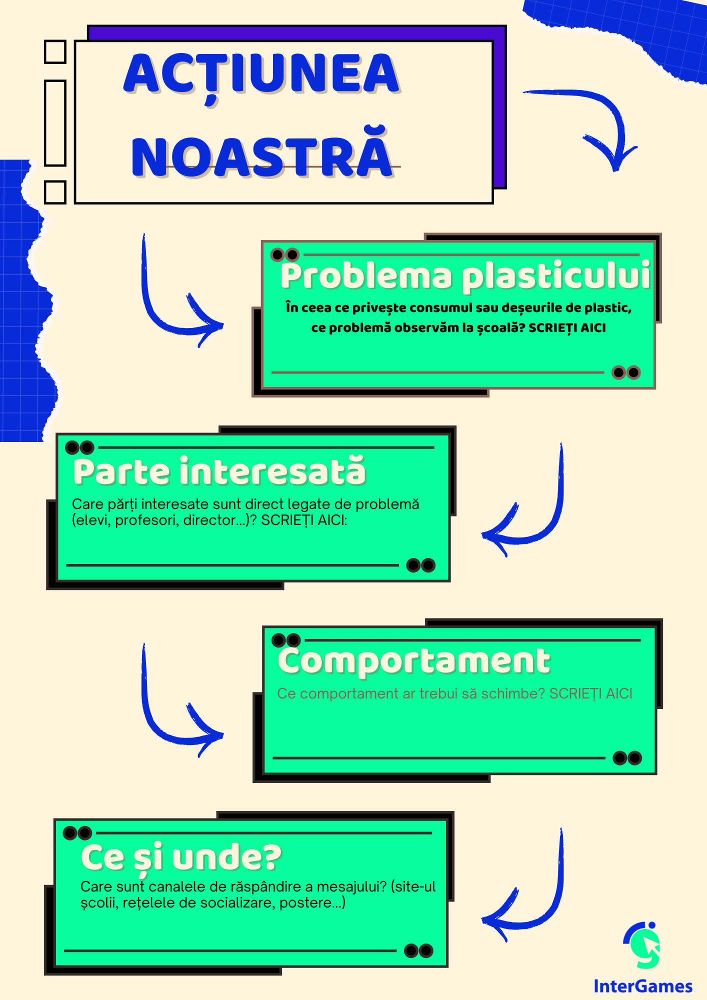 ACȚIUNEA
NOASTRĂ
Problema plasticului
În ceea ce privește consumul sau deșeurile de plastic,
ce problemă observăm la școală? SCRIEȚI AICI
Parte interesată
Care părți interesate sunt direct legate de problemă
(elevi, profesori, director...)? SCRIEȚI AICI:
Comportament
Ce comportament ar trebui să schimbe? SCRIEȚI AICI
Ce și unde?
Care sunt canalele de răspândire a mesajului? (site-ul
școlii, rețelele de socializare, postere...)
InterGames